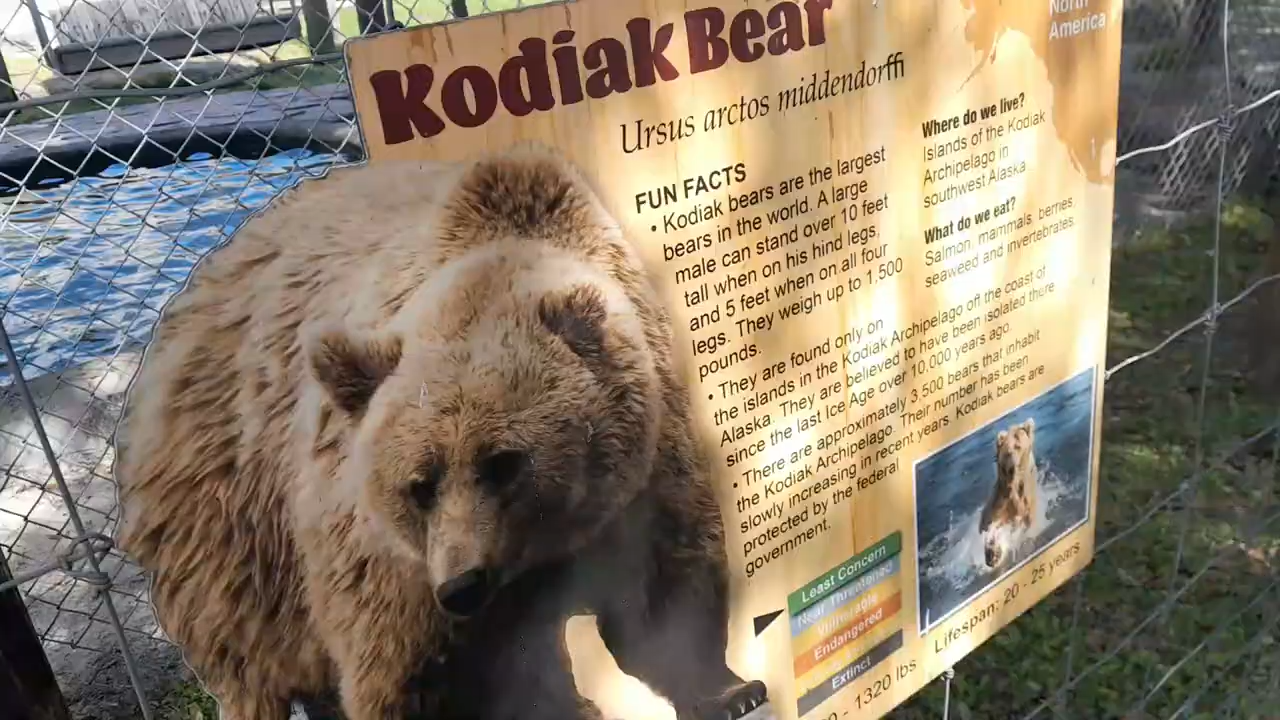 Kodiak Bear
Ursus arctos middendorffi
North
America
FUN FACTS
• Kodiak bears are the largest
bears in the world. A large
male can stand over 10 feet
tall when on his hind legs,
and 5 feet when on all four
legs. They weigh up to 1,500
pounds.
• They are found only on
the islands in the Kodiak Archipelago off the coast of
Alaska. They are believed to have been isolated there
since the last Ice Age over 10,000 years ago.
• There are approximately 3,500 bears that inhabit
the Kodiak Archipelago. Their number has been
slowly increasing in recent years. Kodiak bears are
protected by the federal
government.
Where do we live?
Islands of the Kodiak
Archipelago in
southwest Alaska
What do we eat?
Salmon, mammals, berries,
seaweed and invertebrates.
Least Concern
Near Threatened
Vulnerable
Endangered
Extinct
- 1320 lbs
Lifespan: 20 - 25 years